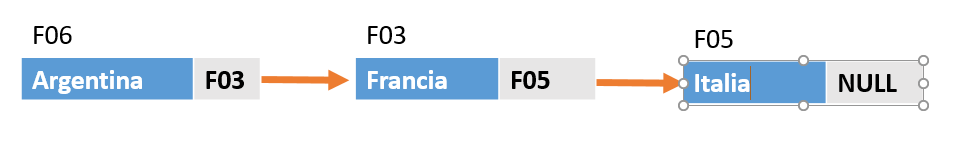 F06
Argentina F03
F03
Francia F05
F05
Italia NULL